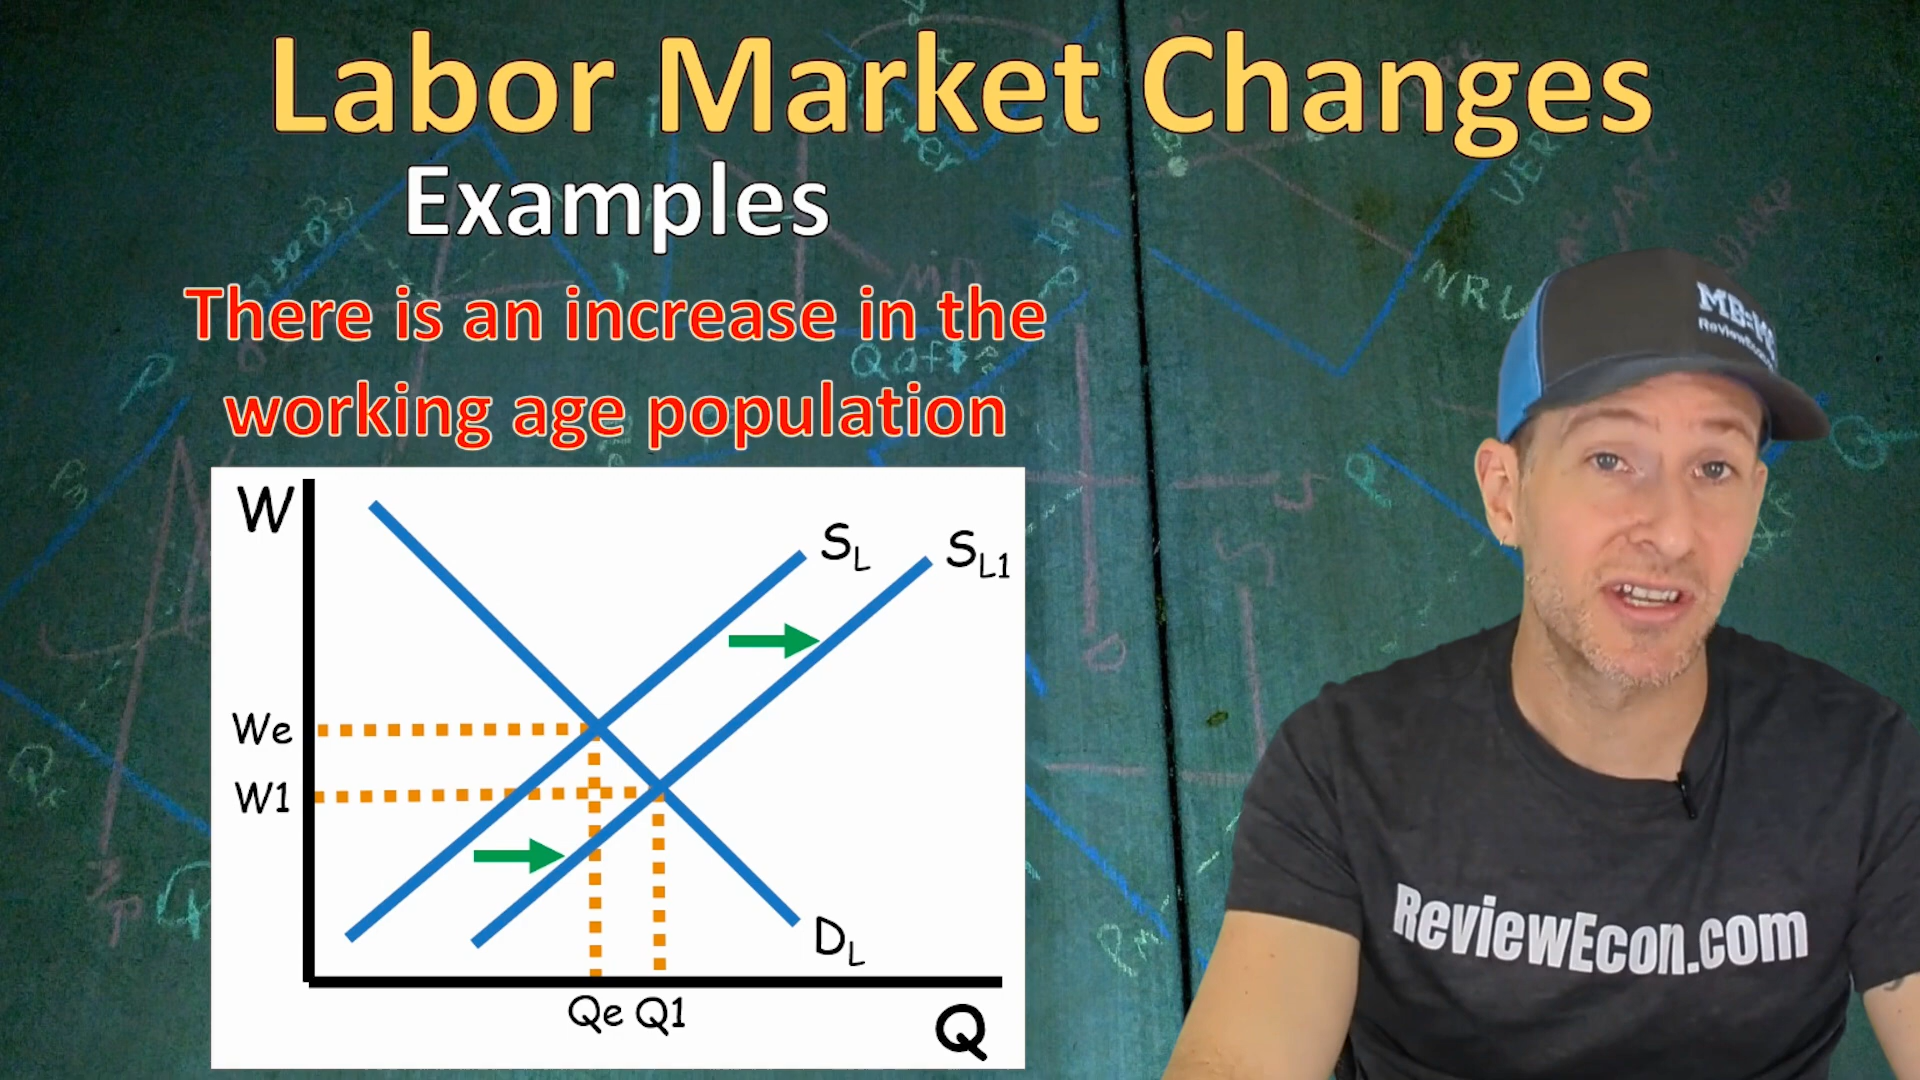 Labor Market Changes
Examples
There is an increase in the
working age population
W
SL
SL1
We
W1
DL
Qe Q1
Q
NRU
ReviewEcon.com